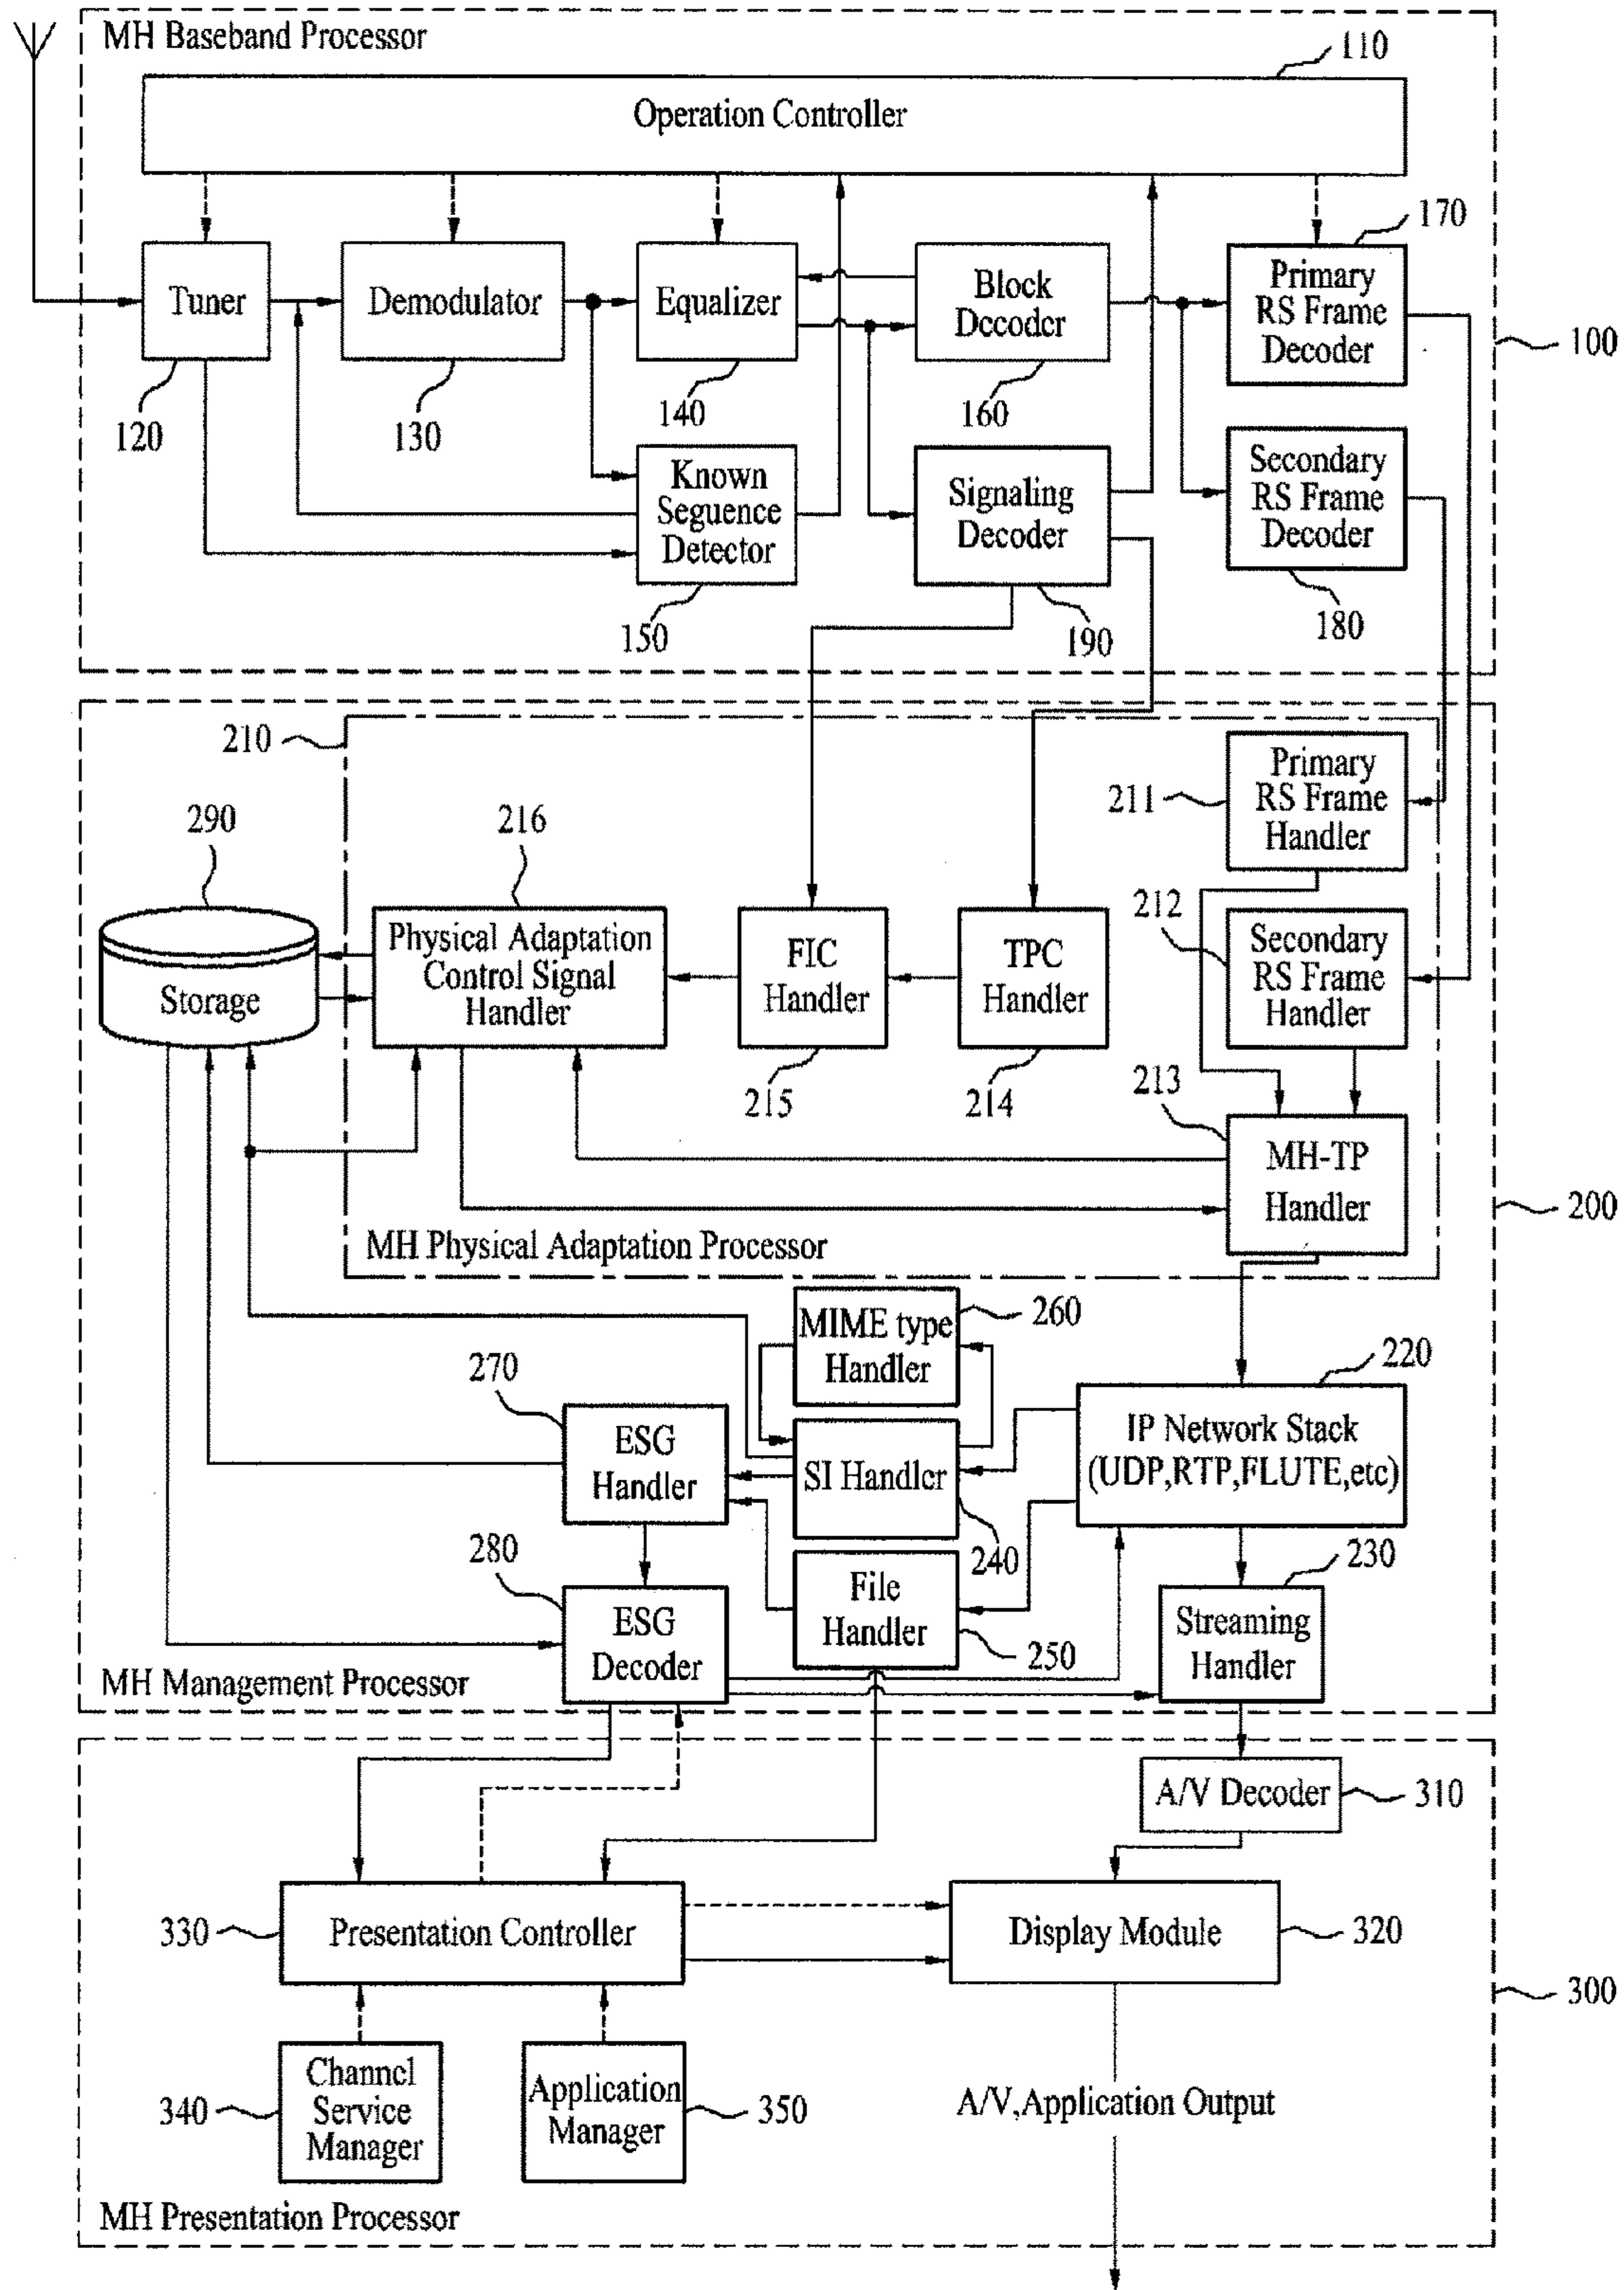 MH Baseband Processor
110
Operation Controller
170
Tuner
Demodulator
Equalizer
Block
Decoder
Primary
RS Frame
Decoder
100
120
130
140
160
Known
Seguence
Detector
Signaling
Decoder
Secondary
RS Frame
Decoder
150
190
180
210
Primary
RS Frame
Handler
211
290
216
212
Storage
Physical Adaptation
Control Signal
Handler
FIC
Handler
TPC
Handler
Secondary
RS Frame
Handler
215
214
213
MH-TP
Handler
200
MH Physical Adaptation Processor
MIME type
Handler
260
270
220
ESG
Handler
SI Handler
IP Network Stack
(UDP,RTP,FLUTE,etc)
280
240
230
ESG
Decoder
File
Handler
250
Streaming
Handler
MH Management Processor
A/V Decoder
310
330
Presentation Controller
Display Module
320
300
340
Channel
Service
Manager
Application
Manager
350
A/V,Application Output
MH Presentation Processor